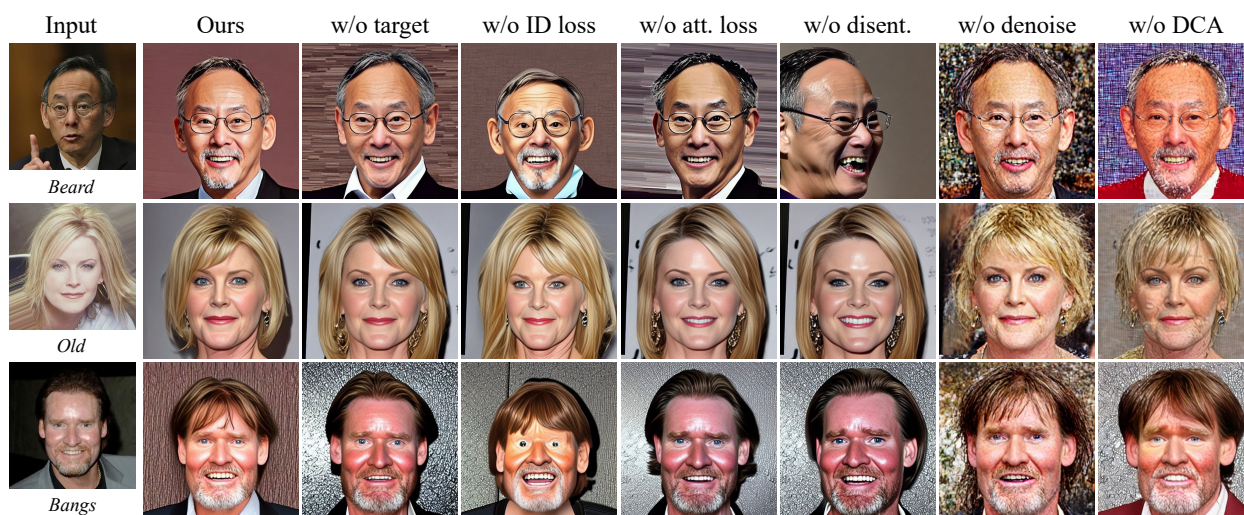 Input Ours w/o target w/o ID loss w/o att. loss w/o disent. w/o denoise w/o DCA
Beard
Old
Bangs